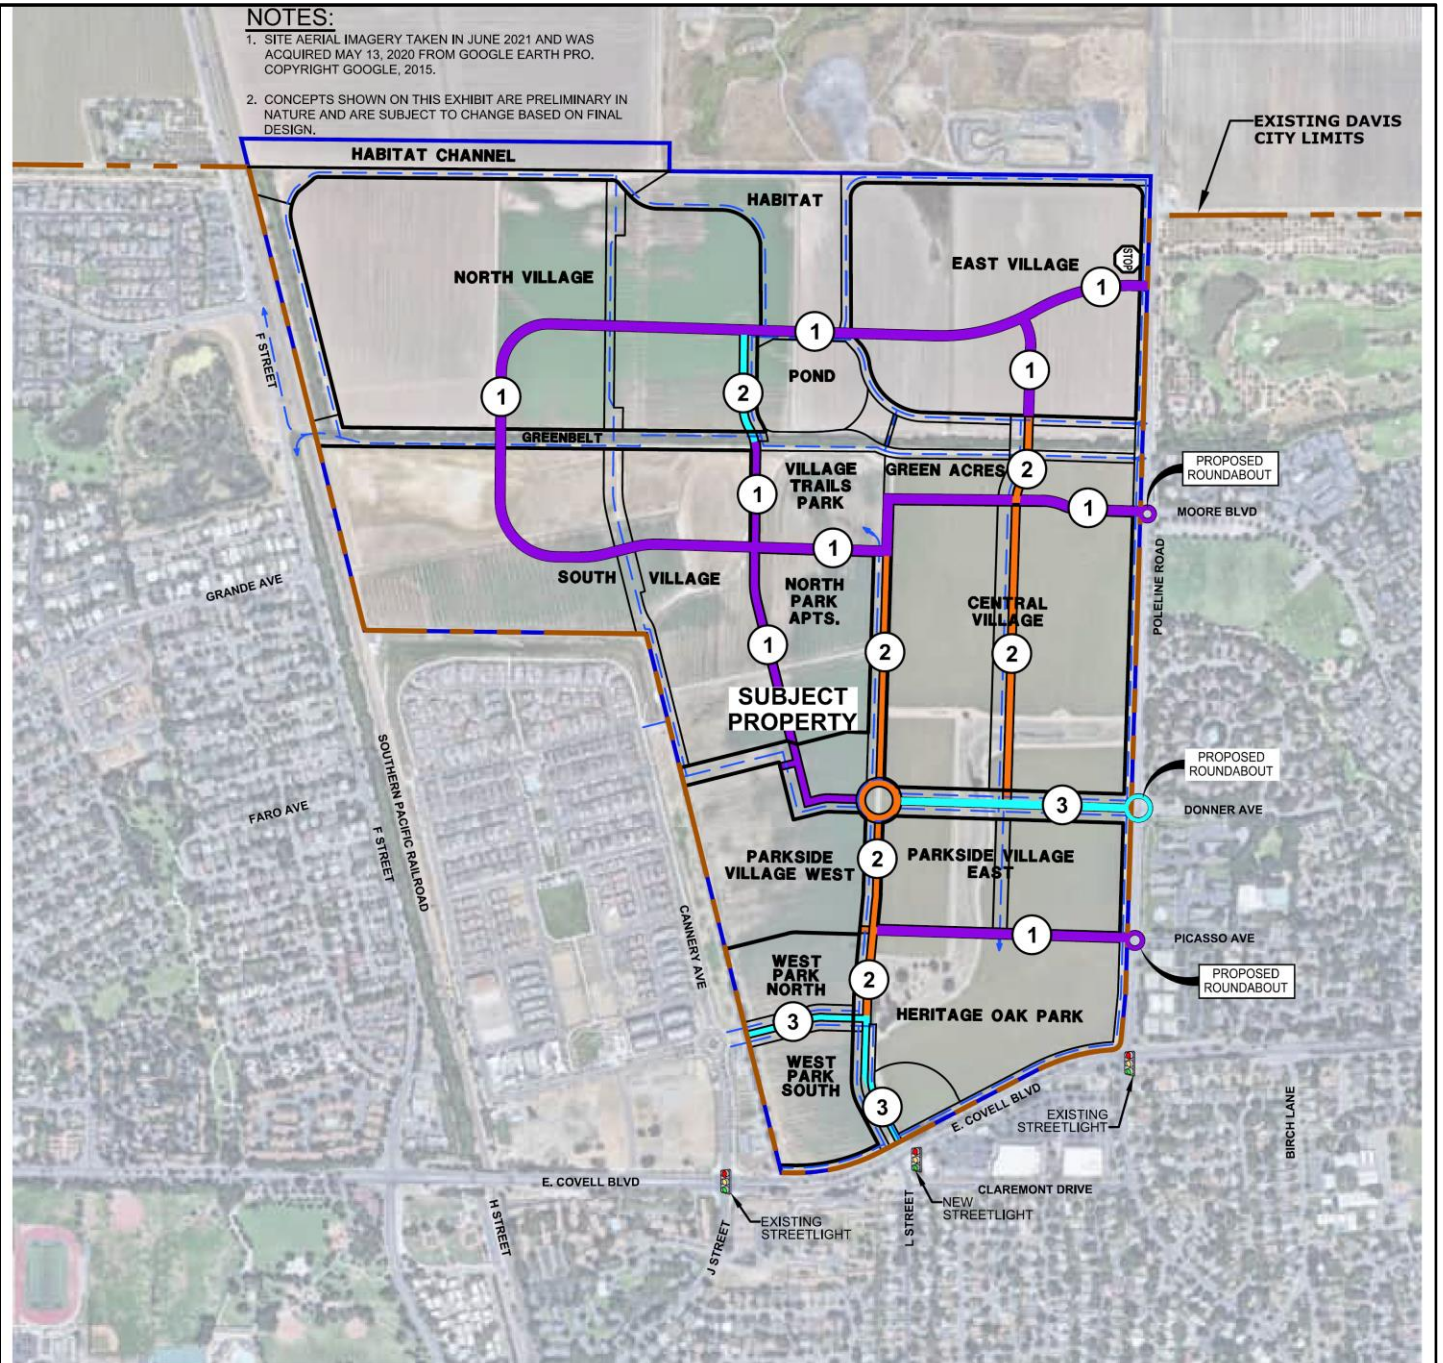 NOTES:
1. SITE AERIAL IMAGERY TAKEN IN JUNE 2021 AND WAS
ACQUIRED MAY 13, 2020 FROM GOOGLE EARTH PRO.
COPYRIGHT GOOGLE, 2015.
2. CONCEPTS SHOWN ON THIS EXHIBIT ARE PRELIMINARY IN
NATURE AND ARE SUBJECT TO CHANGE BASED ON FINAL
DESIGN.
EXISTING DAVIS
CITY LIMITS
HABITAT CHANNEL
HABITAT
EAST VILLAGE
STOP
NORTH VILLAGE
1
1
F STREET
POND
1
1
2
GREENBELT
VILLAGE
TRAILS
PARK
GREEN ACRES
2
PROPOSED
ROUNDABOUT
1
1
MOORE BLVD
1
SOUTH VILLAGE
NORTH
PARK
APTS.
GRANDE AVE
CENTRAL
VILLAGE
POLELINE ROAD
1
2
2
SUBJECT
PROPERTY
SOUTHERN PACIFIC RAILROAD
PROPOSED
ROUNDABOUT
FARO AVE
3
DONNER AVE
F STREET
PARKSIDE
VILLAGE WEST
2
PARKSIDE VILLAGE
EAST
CANNERY AVE
1
PICASSO AVE
WEST
PARK
NORTH
2
PROPOSED
ROUNDABOUT
3
HERITAGE OAK PARK
WEST
PARK
SOUTH
3
E. COVELL BLVD
EXISTING
STREETLIGHT
BIRCH LANE
E. COVELL BLVD
CLAREMONT DRIVE
H STREET
J STREET
EXISTING
STREETLIGHT
L STREET
NEW
STREETLIGHT